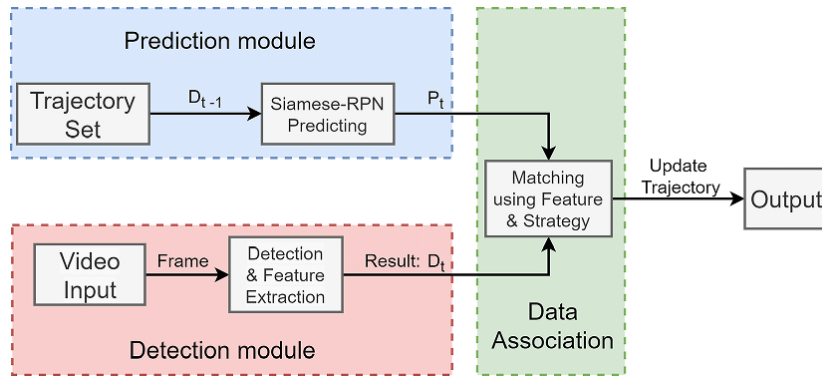 Prediction module
Trajectory
Set
D t -1
Siamese-RPN
Predicting
P t
Matching
using Feature
& Strategy
Update
Trajectory
Output
Video
Input
Frame
Detection
& Feature
Extraction
Result: D t
Detection module
Data
Association